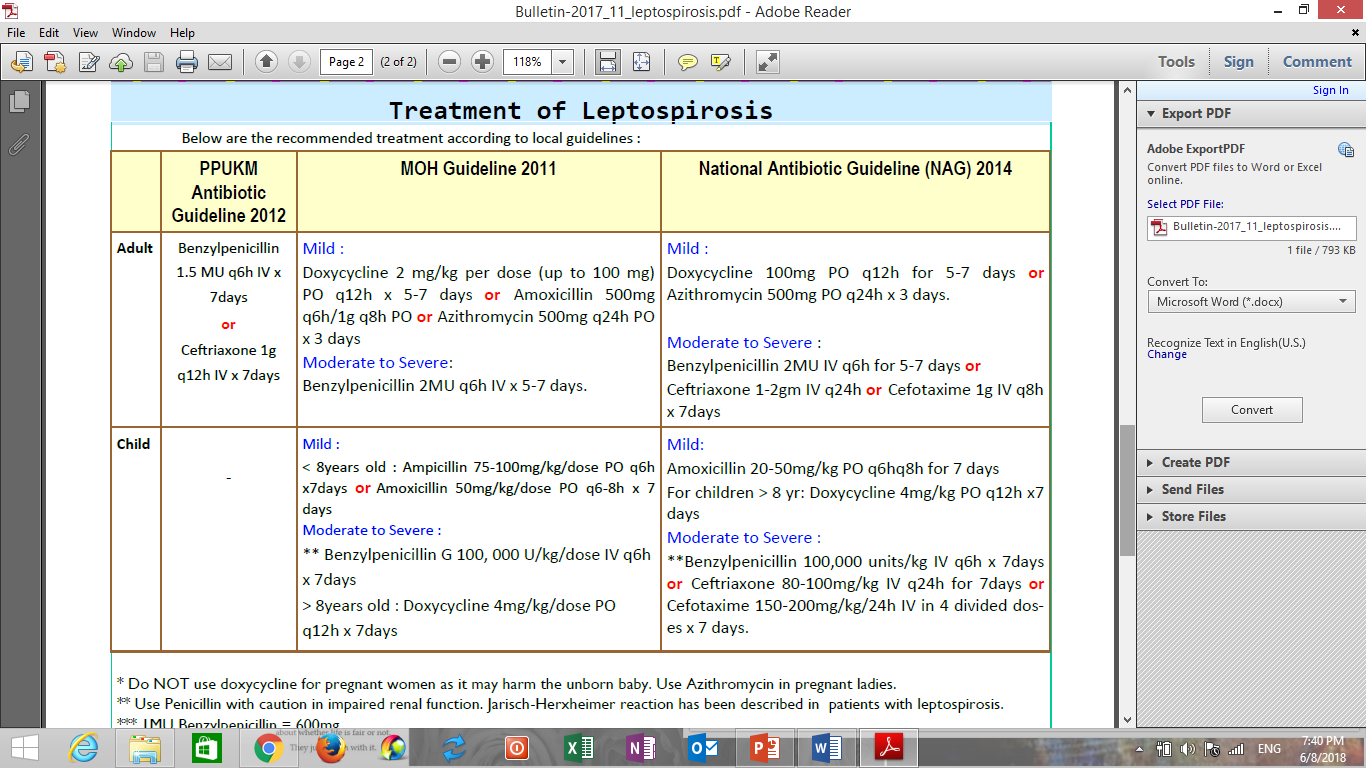 Bulletin-2017_11_leptospirosis.pdf - Adobe Reader
File Edit View Window Help
Page 2 (2 of 2) 118% Tools Sign Comment
Sign In
Treatment of Leptospirosis
Below are the recommended treatment according to local guidelines :
PPUKM
Antibiotic
Guideline 2012
MOH Guideline 2011
National Antibiotic Guideline (NAG) 2014
Adult
Benzylpenicillin
1.5 MU q6h IV x
7days
or
Ceftriaxone 1g
q12h IV x 7days
Mild :
Doxycycline 2 mg/kg per dose (up to 100 mg)
PO q12h x 5-7 days or Amoxicillin 500mg
q6h/1g q8h PO or Azithromycin 500mg q24h PO
x 3 days
Moderate to Severe:
Benzylpenicillin 2MU q6h IV x 5-7 days.
Mild :
Doxycycline 100mg PO q12h for 5-7 days or
Azithromycin 500mg PO q24h x 3 days.
Moderate to Severe :
Benzylpenicillin 2MU IV q6h for 5-7 days or
Ceftriaxone 1-2gm IV q24h or Cefotaxime 1g IV q8h
x 7days
Child
-
Mild :
< 8years old : Ampicillin 75-100mg/kg/dose PO q6h
x7days or Amoxicillin 50mg/kg/dose PO q6-8h x 7
days
Moderate to Severe :
** Benzylpenicillin G 100, 000 U/kg/dose IV q6h
x 7days
> 8years old : Doxycycline 4mg/kg/dose PO
q12h x 7days
Mild:
Amoxicillin 20-50mg/kg PO q6hq8h for 7 days
For children > 8 yr: Doxycycline 4mg/kg PO q12h x7
days
Moderate to Severe :
**Benzylpenicillin 100,000 units/kg IV q6h x 7days
or Ceftriaxone 80-100mg/kg IV q24h for 7days or
Cefotaxime 150-200mg/kg/24h IV in 4 divided dos-
es x 7 days.
* Do NOT use doxycycline for pregnant women as it may harm the unborn baby. Use Azithromycin in pregnant ladies.
** Use Penicillin with caution in impaired renal function. Jarisch-Herxheimer reaction has been described in patients with leptospirosis.
*** 1MU Benzylpenicillin = 600mg
Export PDF
Adobe ExportPDF
Convert PDF files to Word or Excel
online.
Select PDF File:
Bulletin-2017_11_leptospirosis....
1 file / 793 KB
Convert To:
Microsoft Word (*.docx)
Recognize Text in English(U.S.)
Change
Convert
Create PDF
Send Files
Store Files
about whether life is fair or not.
They j with it.
ENG
7:40 PM
6/8/2018